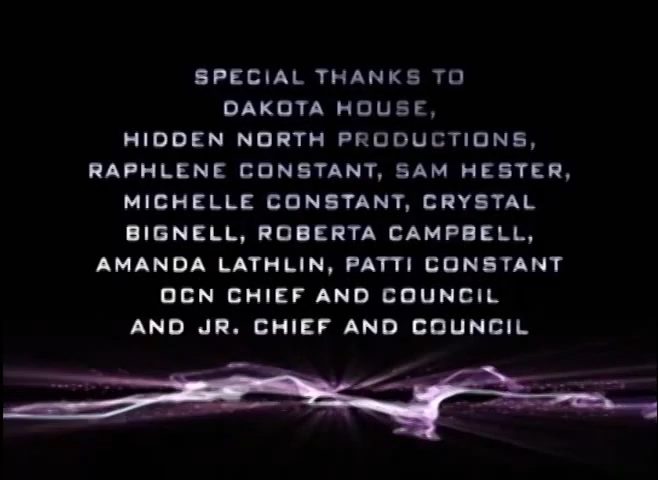 SPECIAL THANKS TO
DAKOTA HOUSE,
HIDDEN NORTH PRODUCTIONS,
RAPHLENE CONSTANT, SAM HESTER,
MICHELLE CONSTANT, CRYSTAL
BIGNELL, ROBERTA CAMPBELL,
AMANDA LATHLIN, PATTI CONSTANT
OCN CHIEF AND COUNCIL
AND JR. CHIEF AND COUNCIL